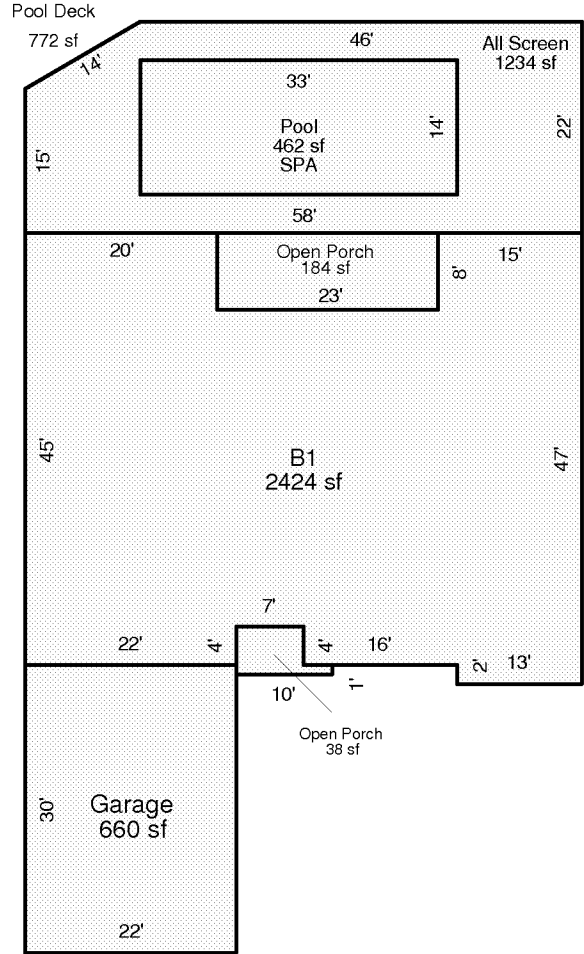 Pool Deck
772 sf
14'
46'
All Screen
1234 sf
33'
Pool
462 sf
SPA
14'
22'
15'
58'
20'
Open Porch
184 sf
23'
8'
15'
45'
B1
2424 sf
47'
7'
22'
4'
4'
16'
2'
13'
10'
1'
Open Porch
38 sf
30'
Garage
660 sf
22'